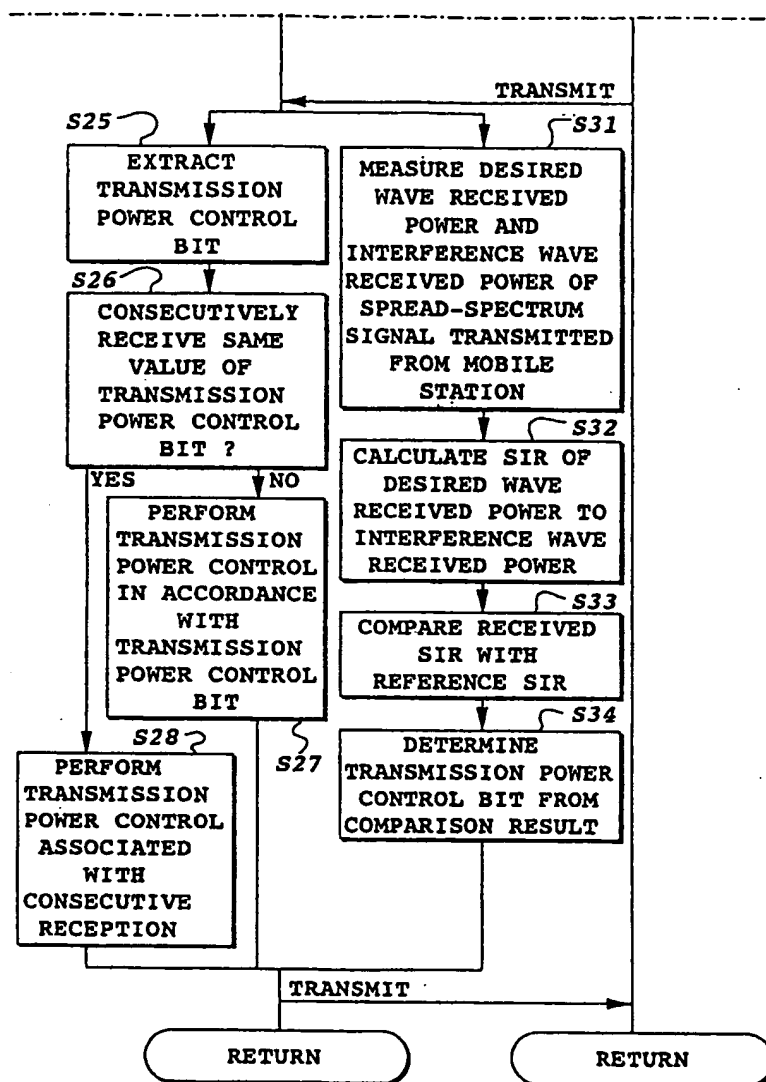 TRANSMIT
S25
EXTRACT
TRANSMISSION
POWER CONTROL
BIT
S26
CONSECUTIVELY
RECEIVE SAME
VALUE OF
TRANSMISSION
POWER CONTROL
BIT ?
YES
NO
PERFORM
TRANSMISSION
POWER CONTROL
IN ACCORDANCE
WITH
TRANSMISSION
POWER CONTROL
BIT
S27
S28
PERFORM
TRANSMISSION
POWER CONTROL
ASSOCIATED
WITH
CONSECUTIVE
RECEPTION
S31
MEASURE DESIRED
WAVE RECEIVED
POWER AND
INTERFERENCE WAVE
RECEIVED POWER OF
SPREAD-SPECTRUM
SIGNAL TRANSMITTED
FROM MOBILE
STATION
S32
CALCULATE SIR OF
DESIRED WAVE
RECEIVED POWER TO
INTERFERENCE WAVE
RECEIVED POWER
S33
COMPARE RECEIVED
SIR WITH
REFERENCE SIR
S34
DETERMINE
TRANSMISSION POWER
CONTROL BIT FROM
COMPARISON RESULT
TRANSMIT
RETURN
RETURN